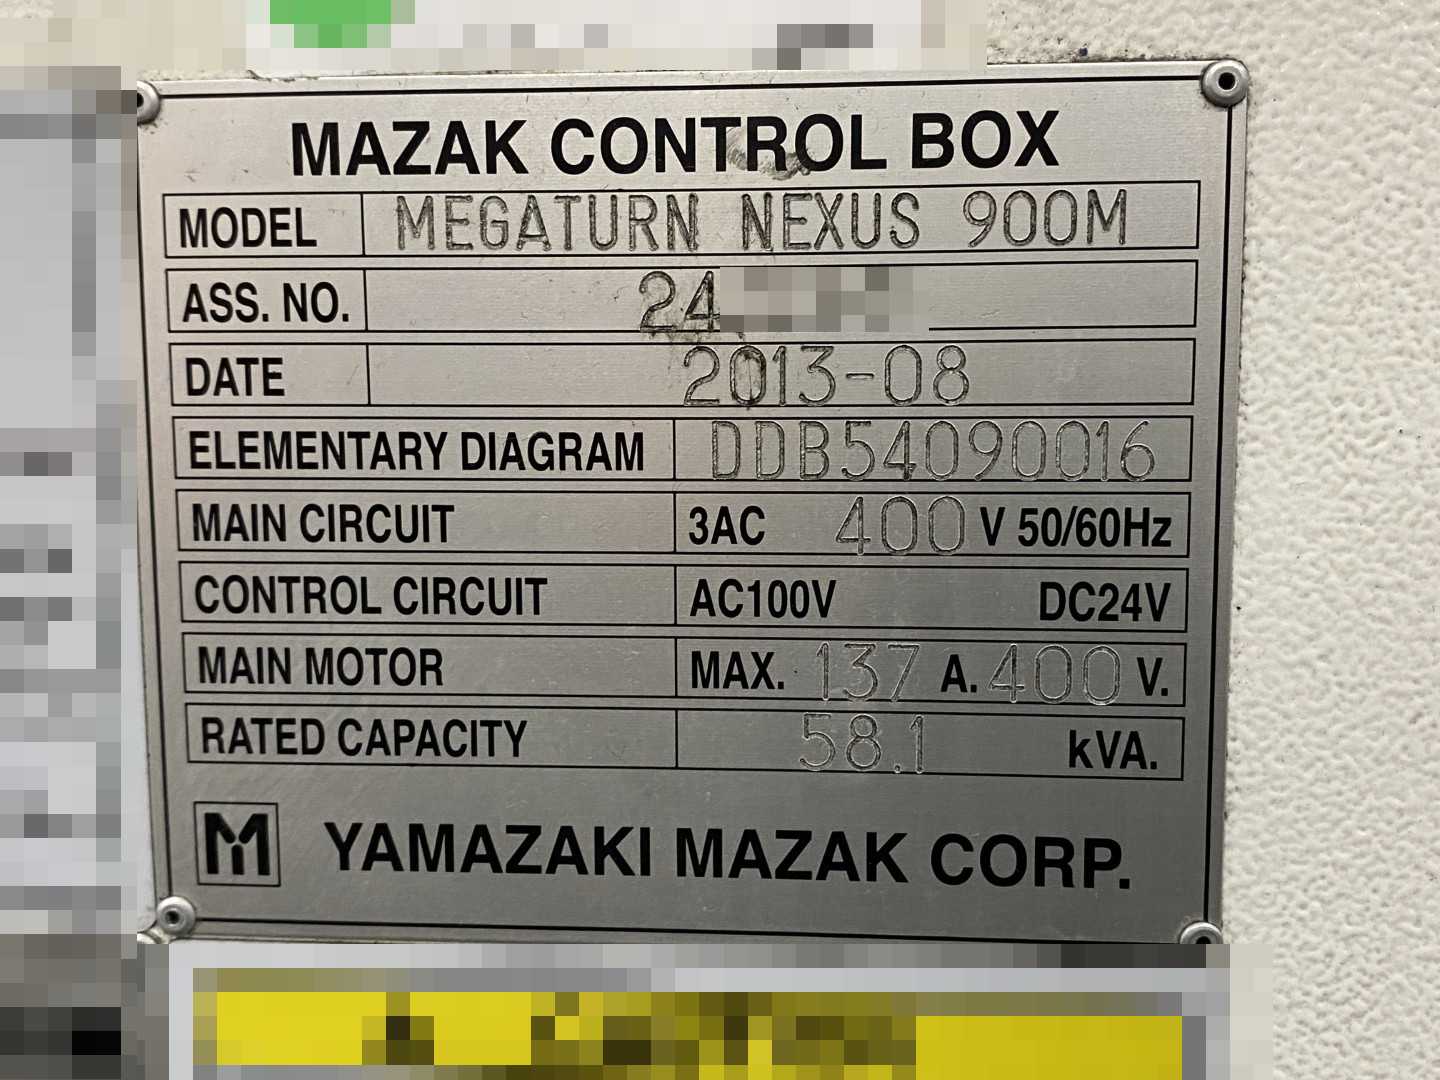 MAZAK CONTROL BOX
MODEL MEGATURN NEXUS 900M
ASS. NO. 24
DATE 2013-08
ELEMENTARY DIAGRAM DDB54090016
MAIN CIRCUIT 3AC 400 V 50/60Hz
CONTROL CIRCUIT AC100V DC24V
MAIN MOTOR MAX. 137 A. 400 V.
RATED CAPACITY 58.1 kVA.
M YAMAZAKI MAZAK CORP.